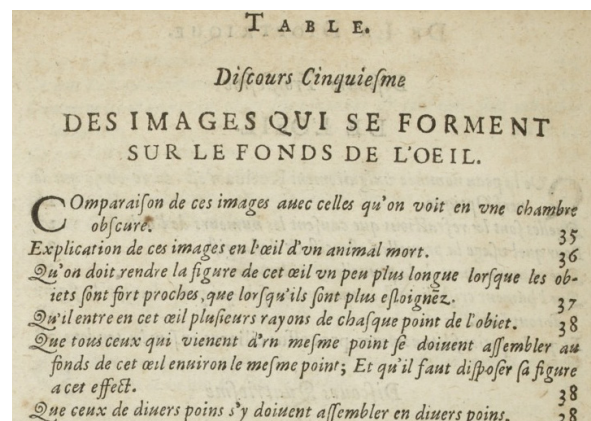 TABLE.
Diſcours Cinquieſme
DES IMAGES QUI SE FORMENT
SUR LE FONDS DE L'OEIL.
COmparaiſon de ces images auec celles qu'on voit en vne chambre
obſcure. 35
Explication de ces images en l'œil d'vn animal mort. 36
Qu'on doit rendre la figure de cet œil vn peu plus longue lorſque les ob-
iets ſont fort proches, que lorſqu'ils ſont plus eſloignez. 37
Qu'il entre en cet œil pluſieurs rayons de chaſque point de l'obiet. 38
Que tous ceux qui vienent d'vn meſme point ſe doiuent aſſembler au
fonds de cet œil enuiron le meſme point; Et qu'il faut diſpoſer ſa figure
a cet effect. 38
Que ceux de diuers poins s'y doiuent aſſembler en diuers poins. 38